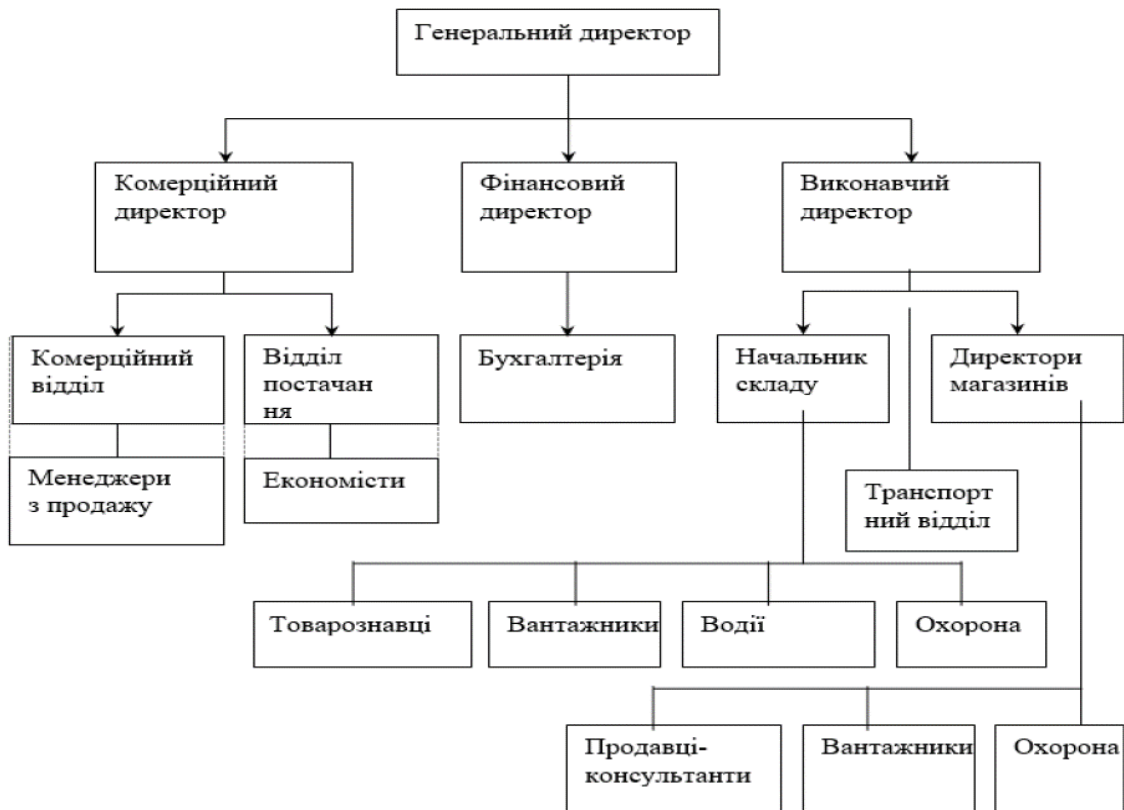 Генеральний директор
Комерційний
директор
Фінансовий
директор
Виконавчий
директор
Комерційний
відділ
Відділ
постачан
ня
Бухгалтерія
Начальник
складу
Директори
магазинів
Менеджери
з продажу
Економісти
Транспорт
ний відділ
Товарознавці
Вантажники
Водії
Охорона
Продавці-
консультанти
Вантажники
Охорона